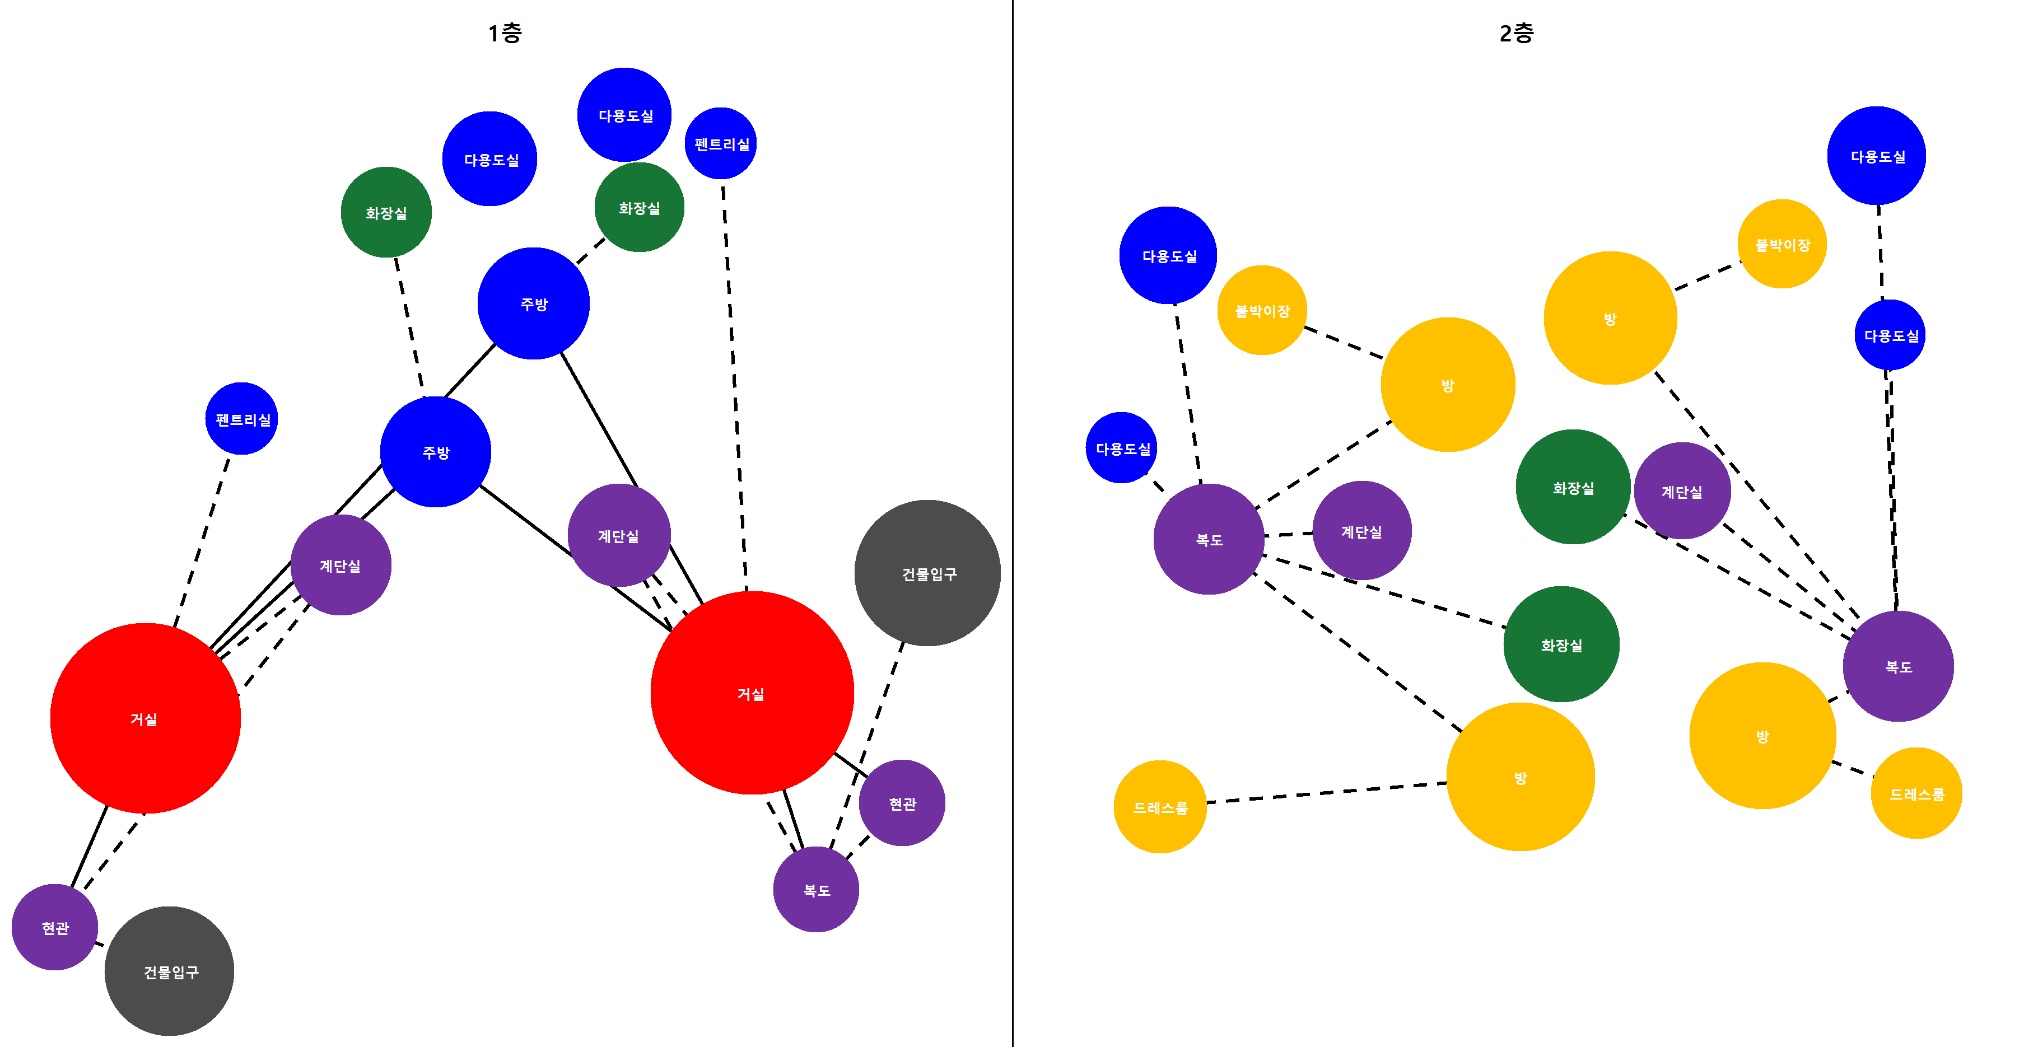 1층
다용도실
펜트리실
다용도실
화장실
화장실
주방
펜트리실
주방
계단실
계단실
건물입구
거실
거실
현관
복도
현관
건물입구
2층
다용도실
붙박이장
다용도실
붙박이장
방
다용도실
방
다용도실
화장실
계단실
계단실
복도
화장실
복도
방
방
드레스룸
드레스룸